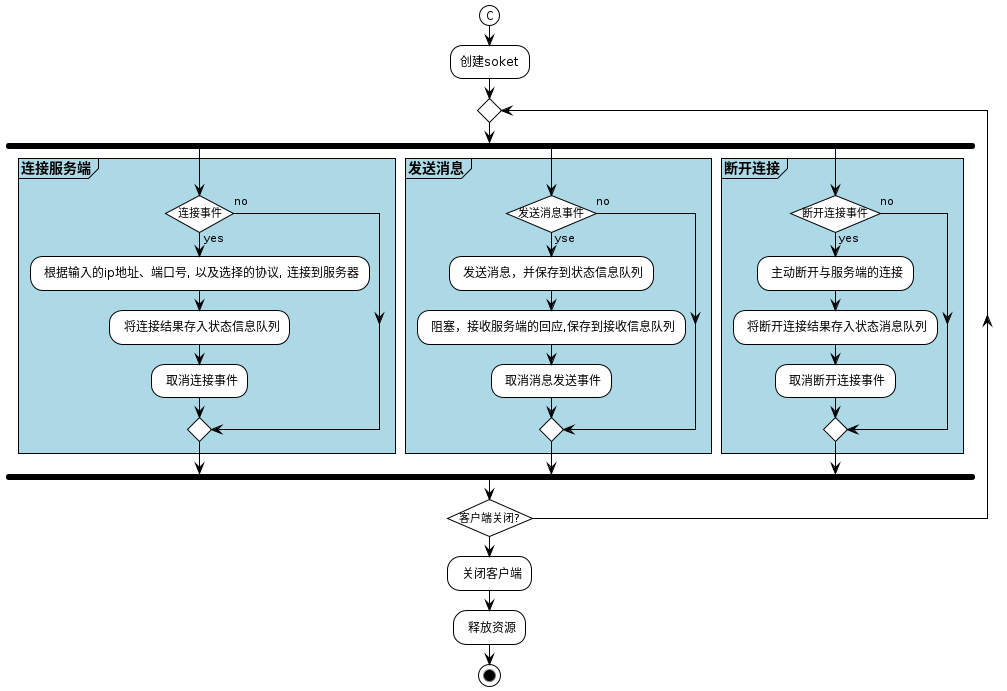 C
创建soket
连接服务端
连接事件
no
yes
根据输入的ip地址、端口号, 以及选择的协议, 连接到服务器
将连接结果存入状态信息队列
取消连接事件
发送消息
发送消息事件
no
yse
发送消息，并保存到状态信息队列
阻塞，接收服务端的回应,保存到接收信息队列
取消消息发送事件
断开连接
断开连接事件
no
yes
主动断开与服务端的连接
将断开连接结果存入状态消息队列
取消断开连接事件
客户端关闭?
关闭客户端
释放资源